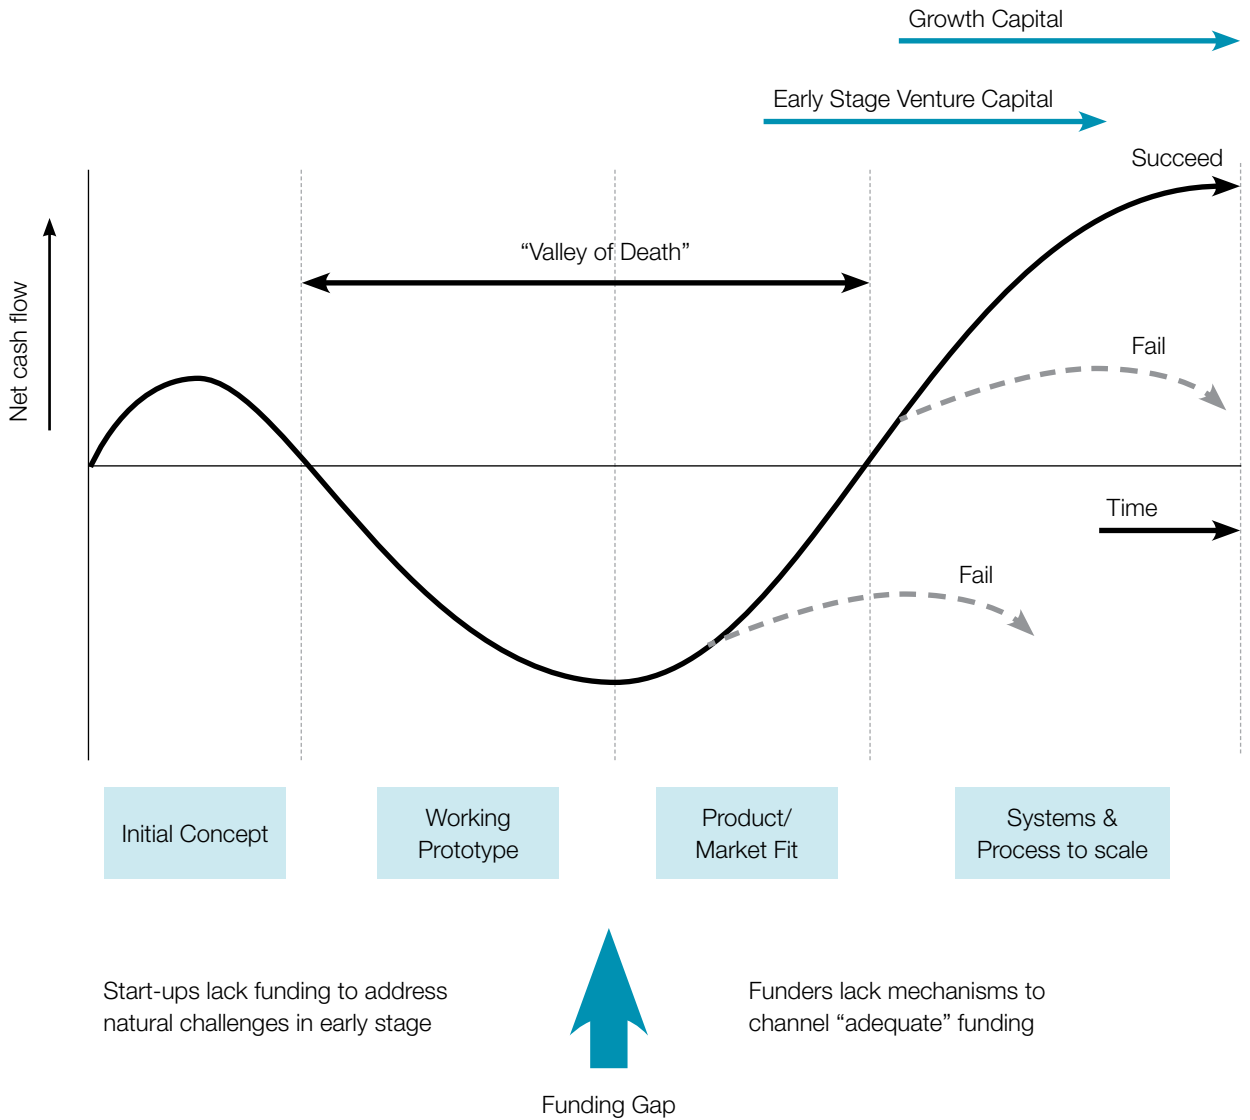 Growth Capital
Early Stage Venture Capital
Succeed
“Valley of Death”
Net cash flow
Fail
Time
Fail
Initial Concept
Working
Prototype
Product/
Market Fit
Systems &
Process to scale
Start-ups lack funding to address
natural challenges in early stage
Funders lack mechanisms to
channel “adequate” funding
Funding Gap